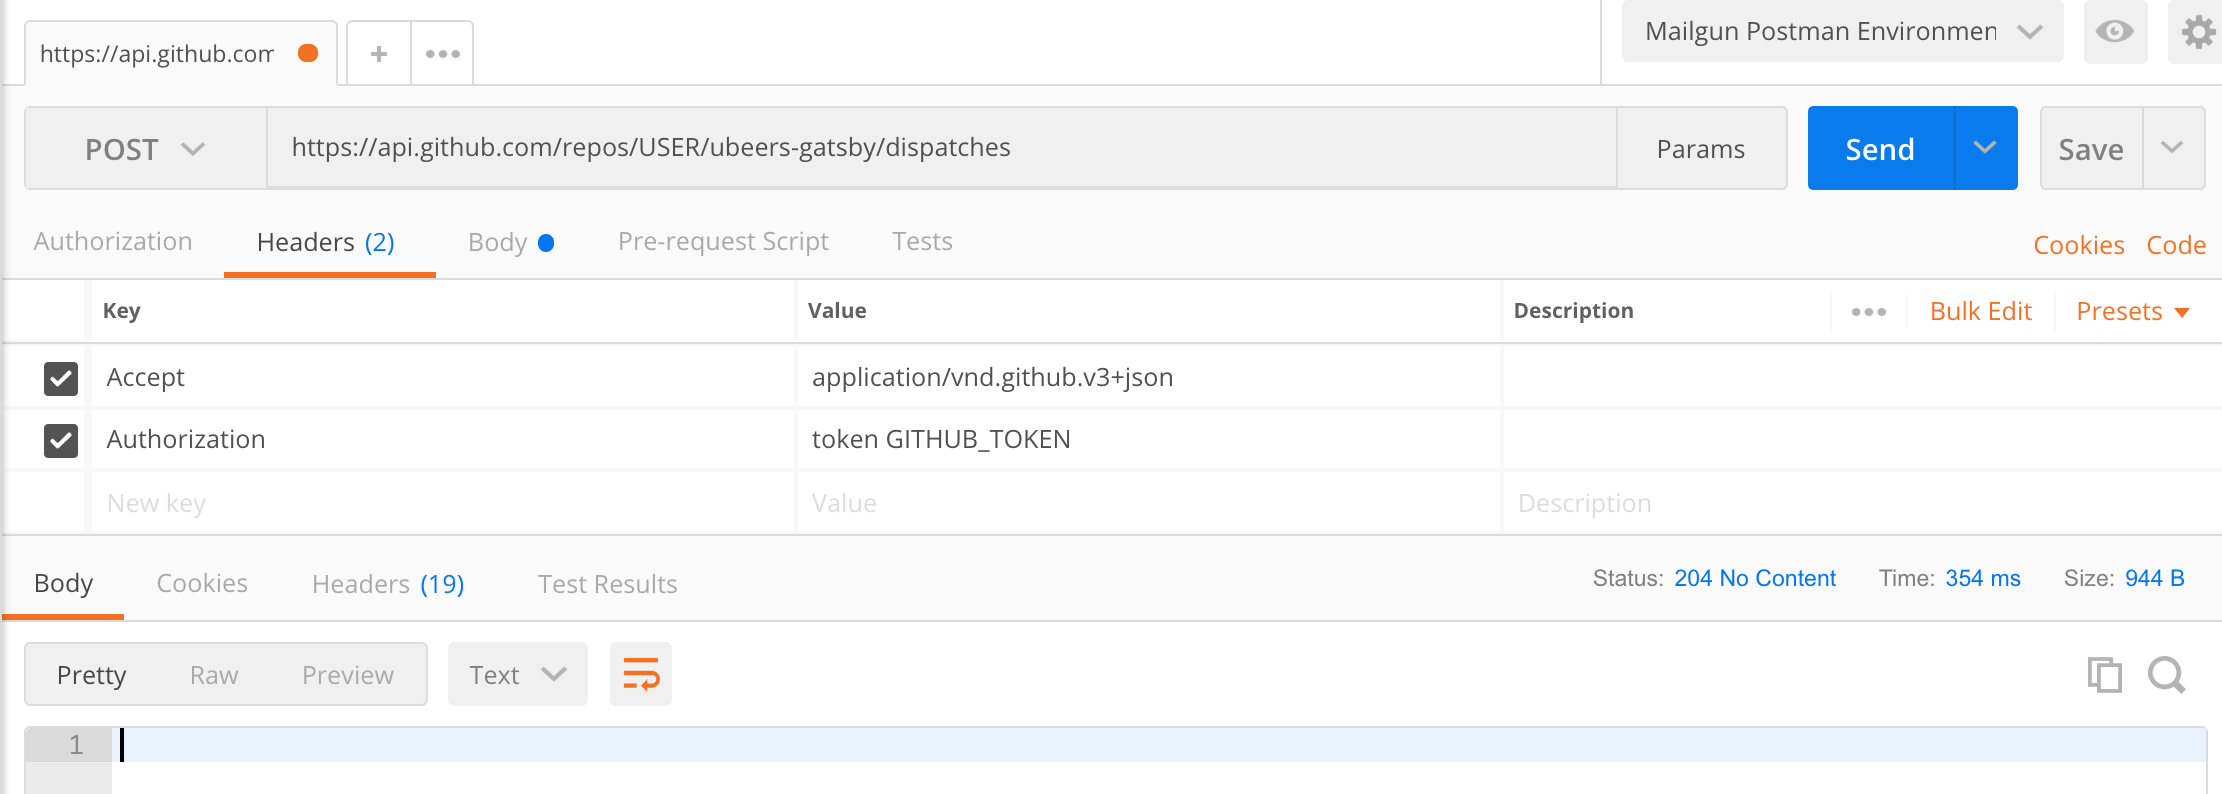 https://api.github.com
+
Mailgun Postman Environmen
POST
https://api.github.com/repos/USER/ubeers-gatsby/dispatches
Params
Send
Save
Authorization
Headers (2)
Body
Pre-request Script
Tests
Cookies
Code
Key
Value
Description
Bulk Edit
Presets
Accept
application/vnd.github.v3+json
Authorization
token GITHUB_TOKEN
New key
Value
Description
Body
Cookies
Headers (19)
Test Results
Status: 204 No Content
Time: 354 ms
Size: 944 B
Pretty
Raw
Preview
Text
1